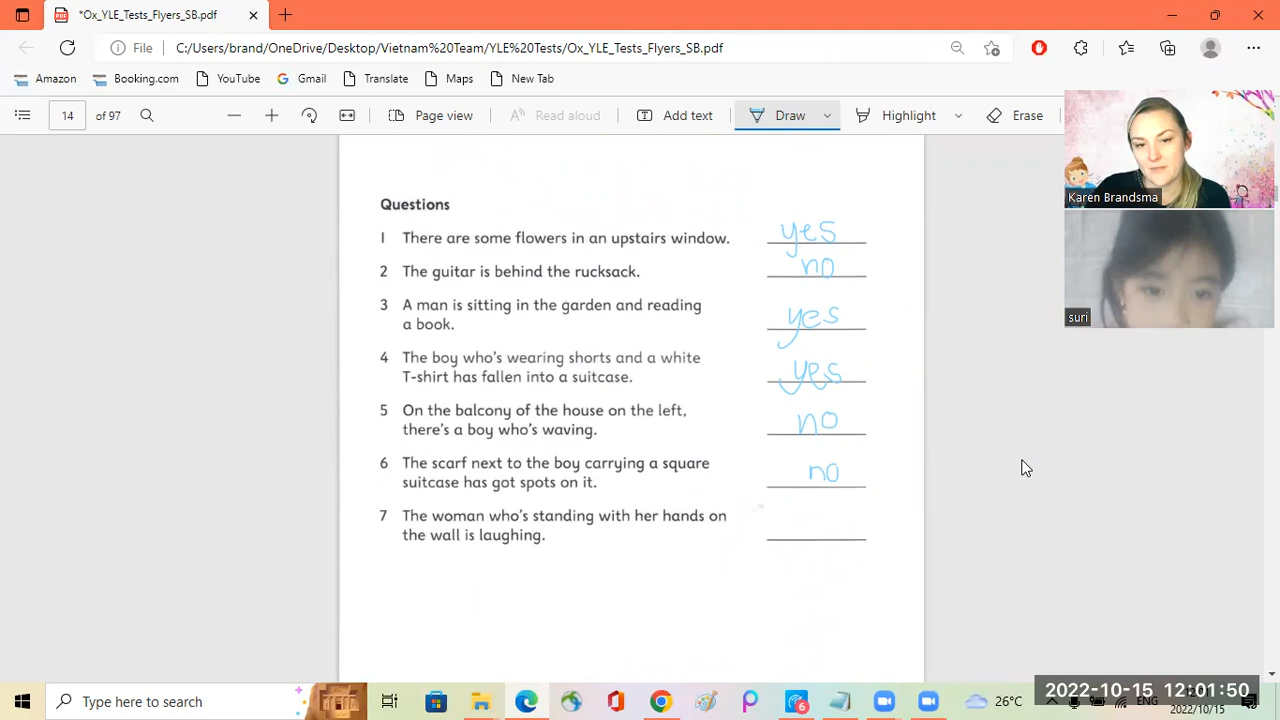 *Ox_YLE_Tests_Flyers_SB.pdf
File C:/Users/brand/OneDrive/Desktop/Vietnam%20Team/YLE%20Tests/Ox_YLE_Tests_Flyers_SB.pdf
Amazon Booking.com YouTube Gmail Translate Maps New Tab
14 of 97 Page view Read aloud Add text Draw Highlight Erase
Karen Brandsma
suri
Questions
1 There are some flowers in an upstairs window. yes
2 The guitar is behind the rucksack. no
3 A man is sitting in the garden and reading
a book. yes
4 The boy who's wearing shorts and a white
T-shirt has fallen into a suitcase. yes
5 On the balcony of the house on the left,
there's a boy who's waving. no
6 The scarf next to the boy carrying a square
suitcase has got spots on it. no
7 The woman who's standing with her hands on
the wall is laughing.
Type here to search 6 26°C ENG
2022-10-15 12:01:50
2022/10/15